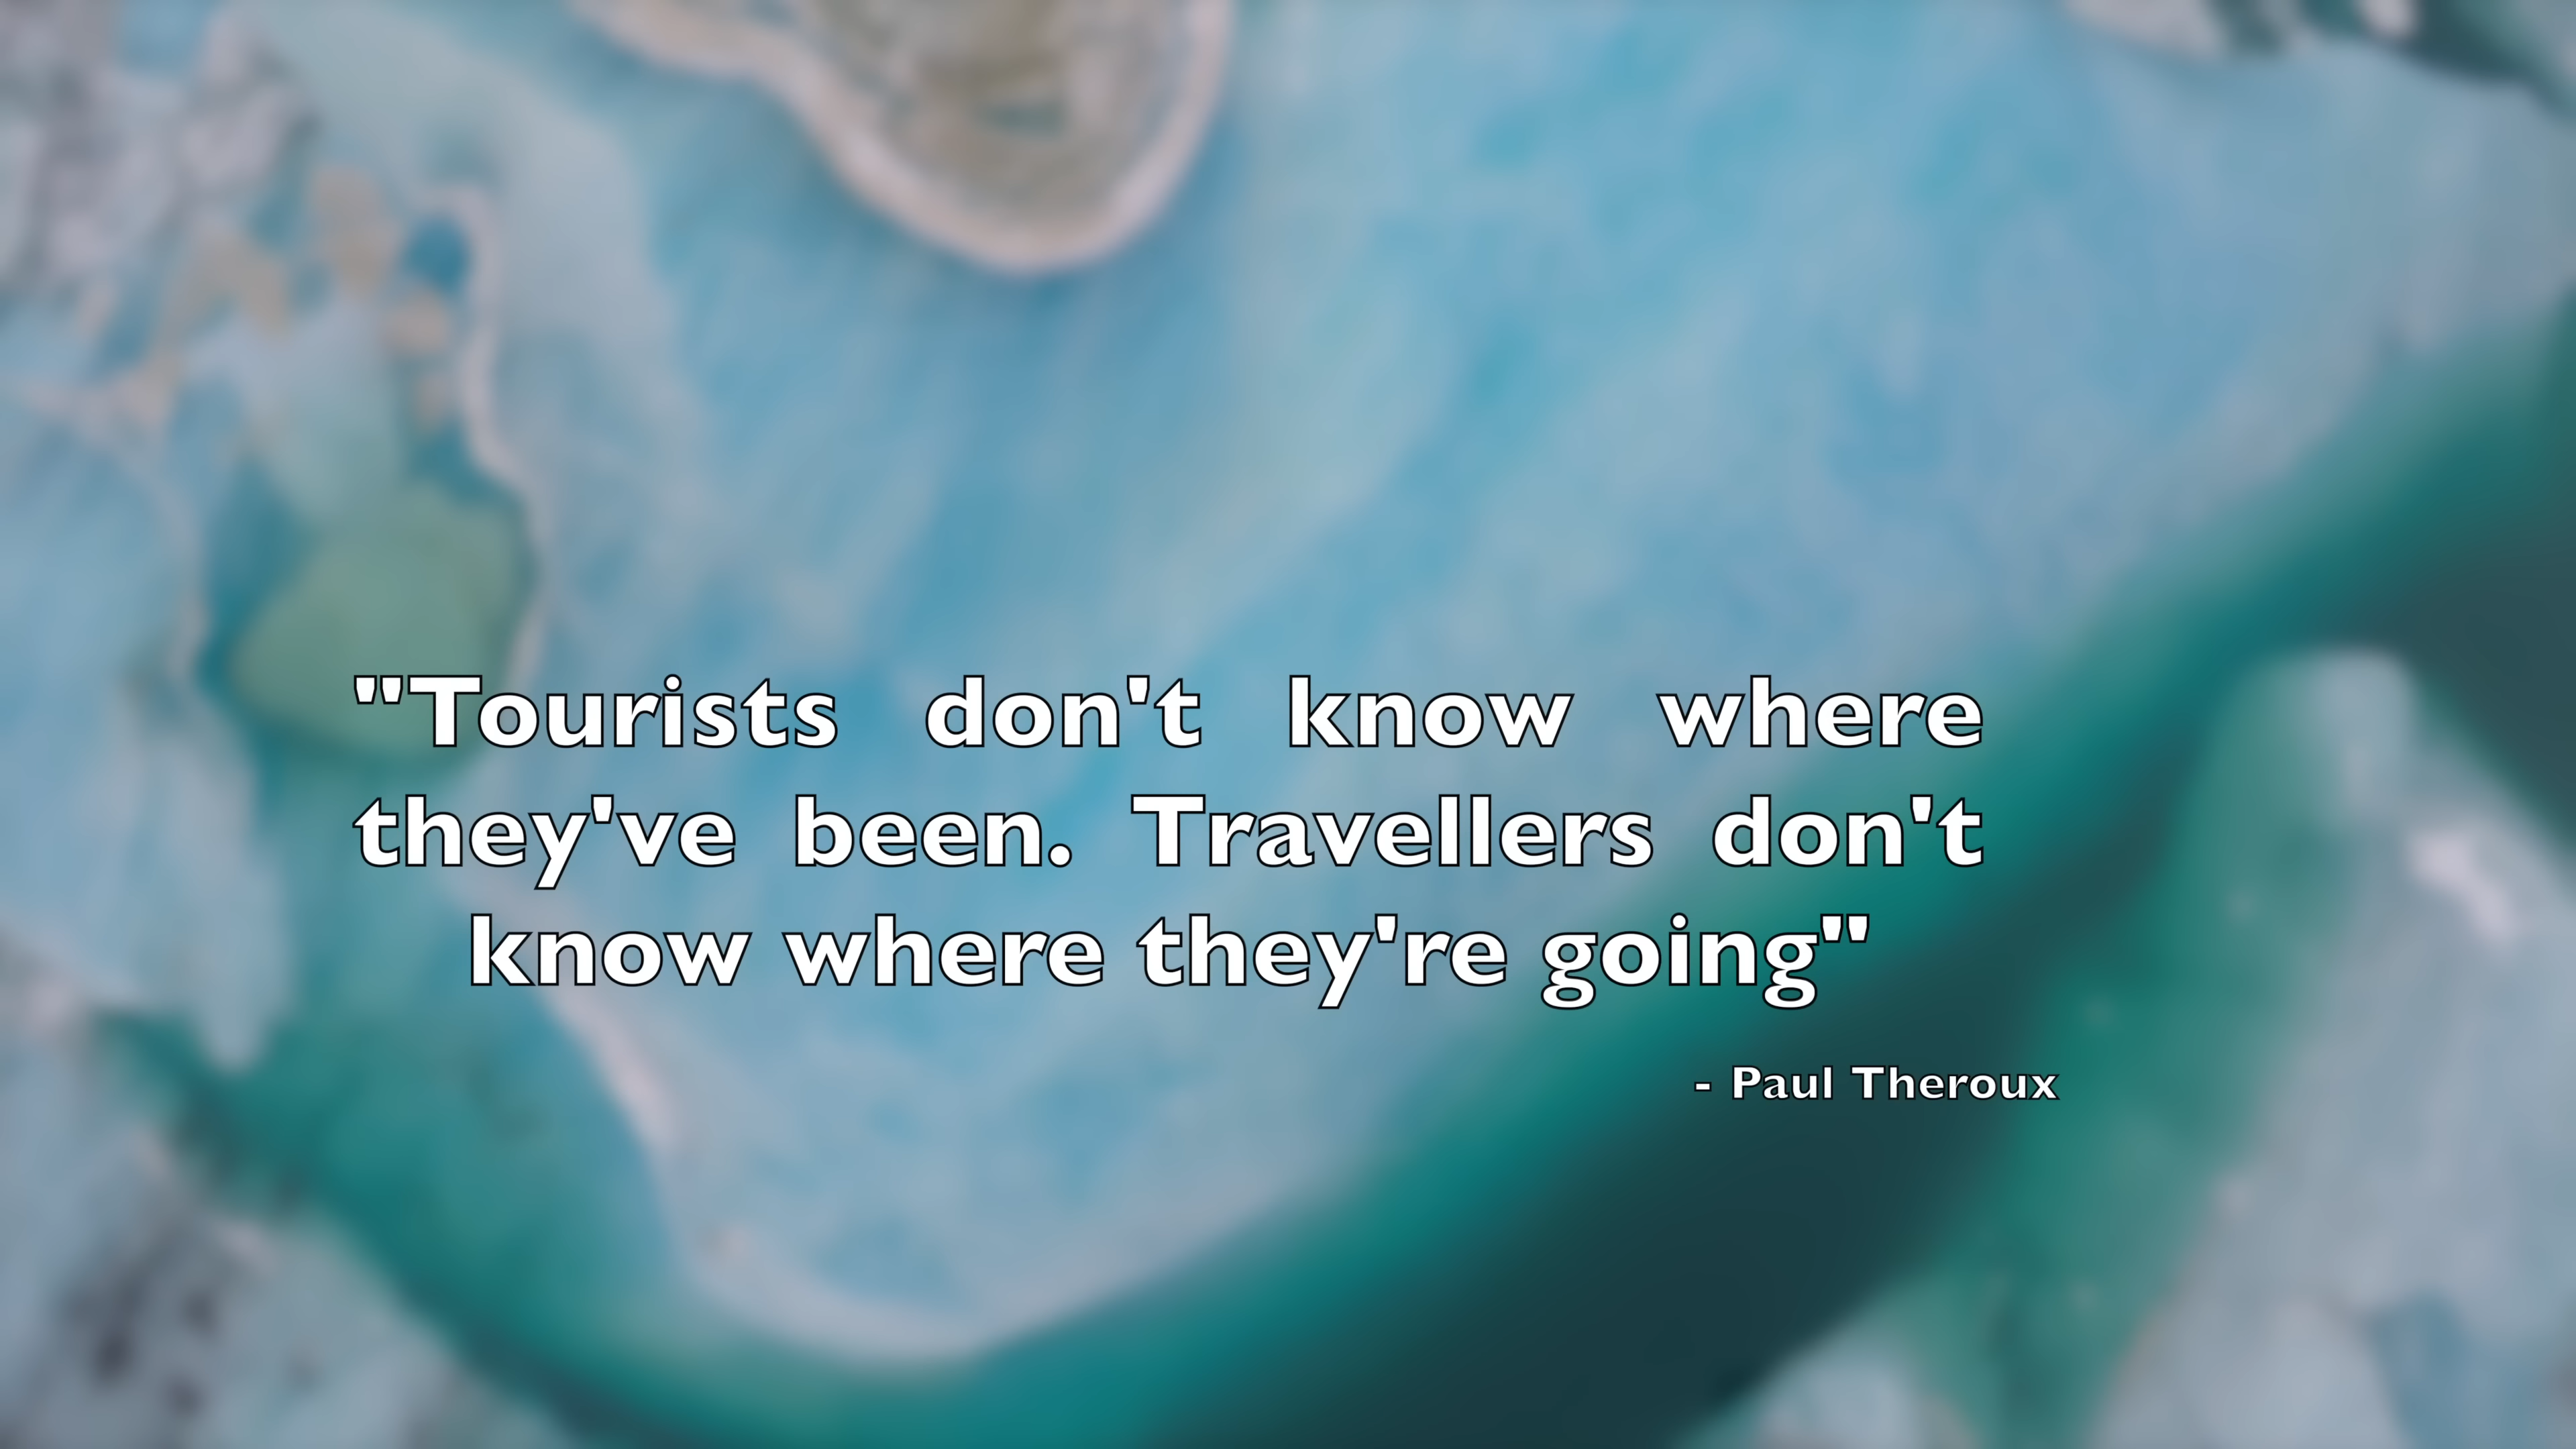 "Tourists don't know where
they've been. Travellers don't
know where they're going"
- Paul Theroux